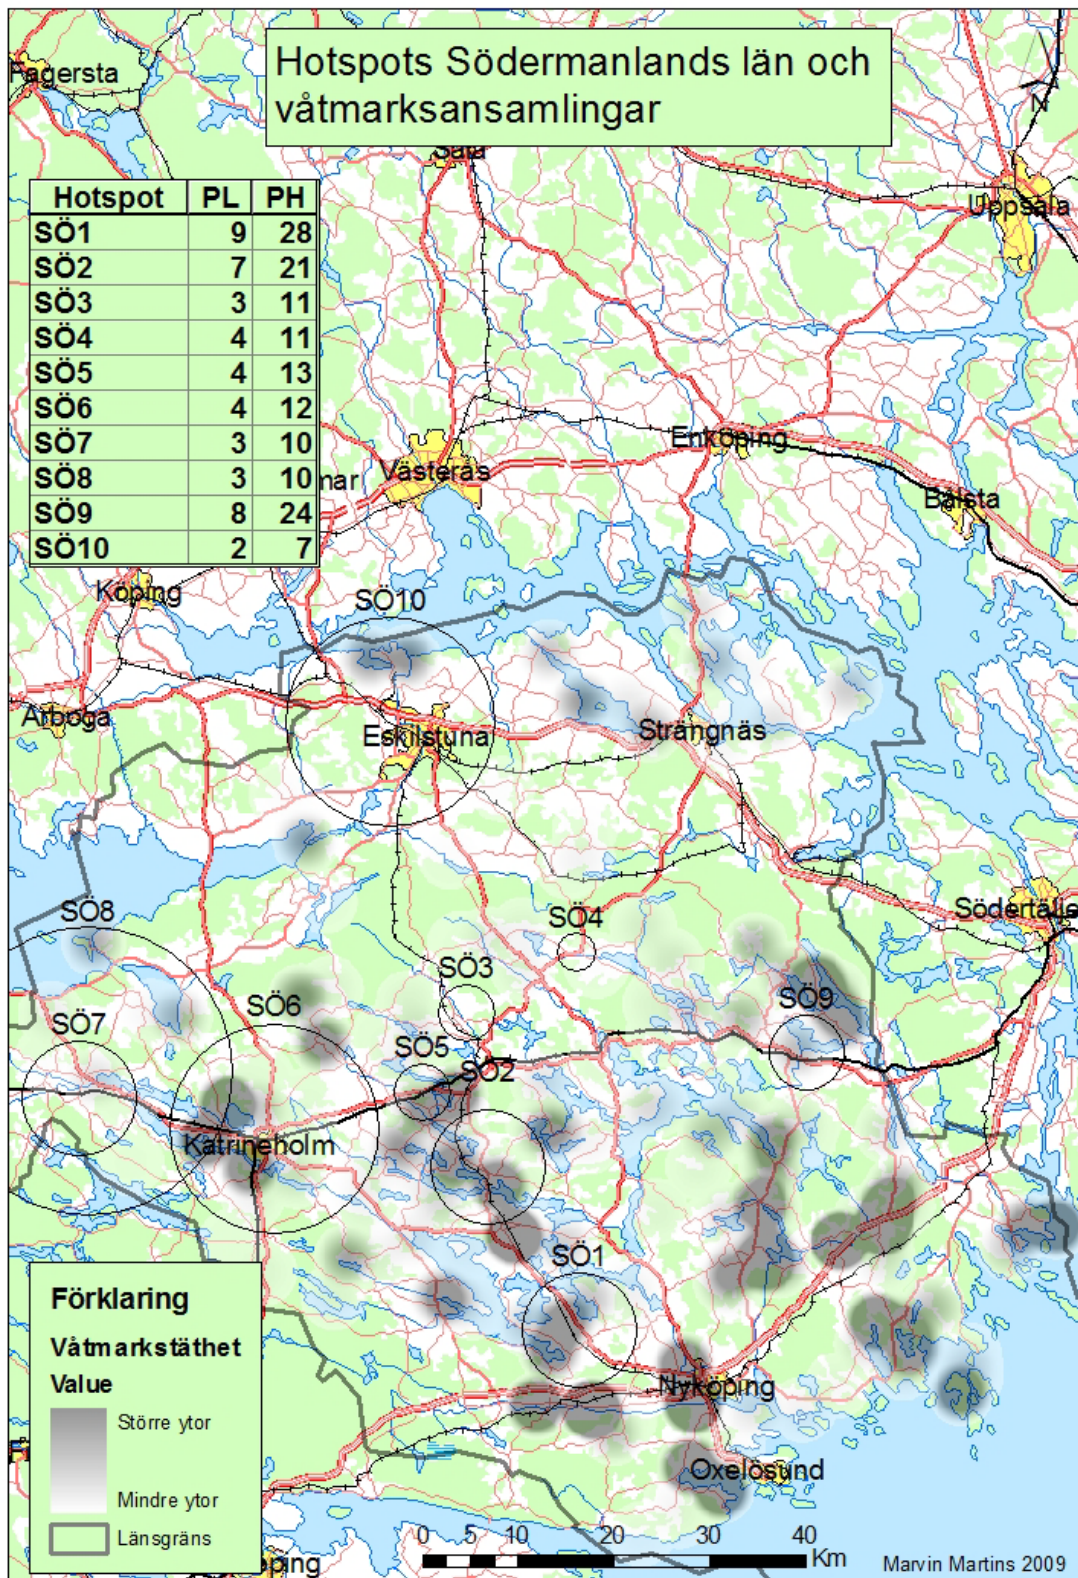 Hotspots Södermanlands län och
våtmarksansamlingar
N
Fagersta
Sala
Uppsala
Hotspot PL PH
SÖ1 9 28
SÖ2 7 21
SÖ3 3 11
SÖ4 4 11
SÖ5 4 13
SÖ6 4 12
SÖ7 3 10
SÖ8 3 10
SÖ9 8 24
SÖ10 2 7
Enköping
Västerås
mar
Bålsta
Köping
SÖ10
Arboga
Eskilstuna
Strängnäs
SÖ8
SÖ4
Södertälje
SÖ3
SÖ6
SÖ9
SÖ7
SÖ5
SÖ2
Katrineholm
SÖ1
Nyköping
Oxelösund
Förklaring
Våtmarkstäthet
Value
Större ytor
Mindre ytor
Länsgräns
öping
0 5 10 20 30 40
Km
Marvin Martins 2009